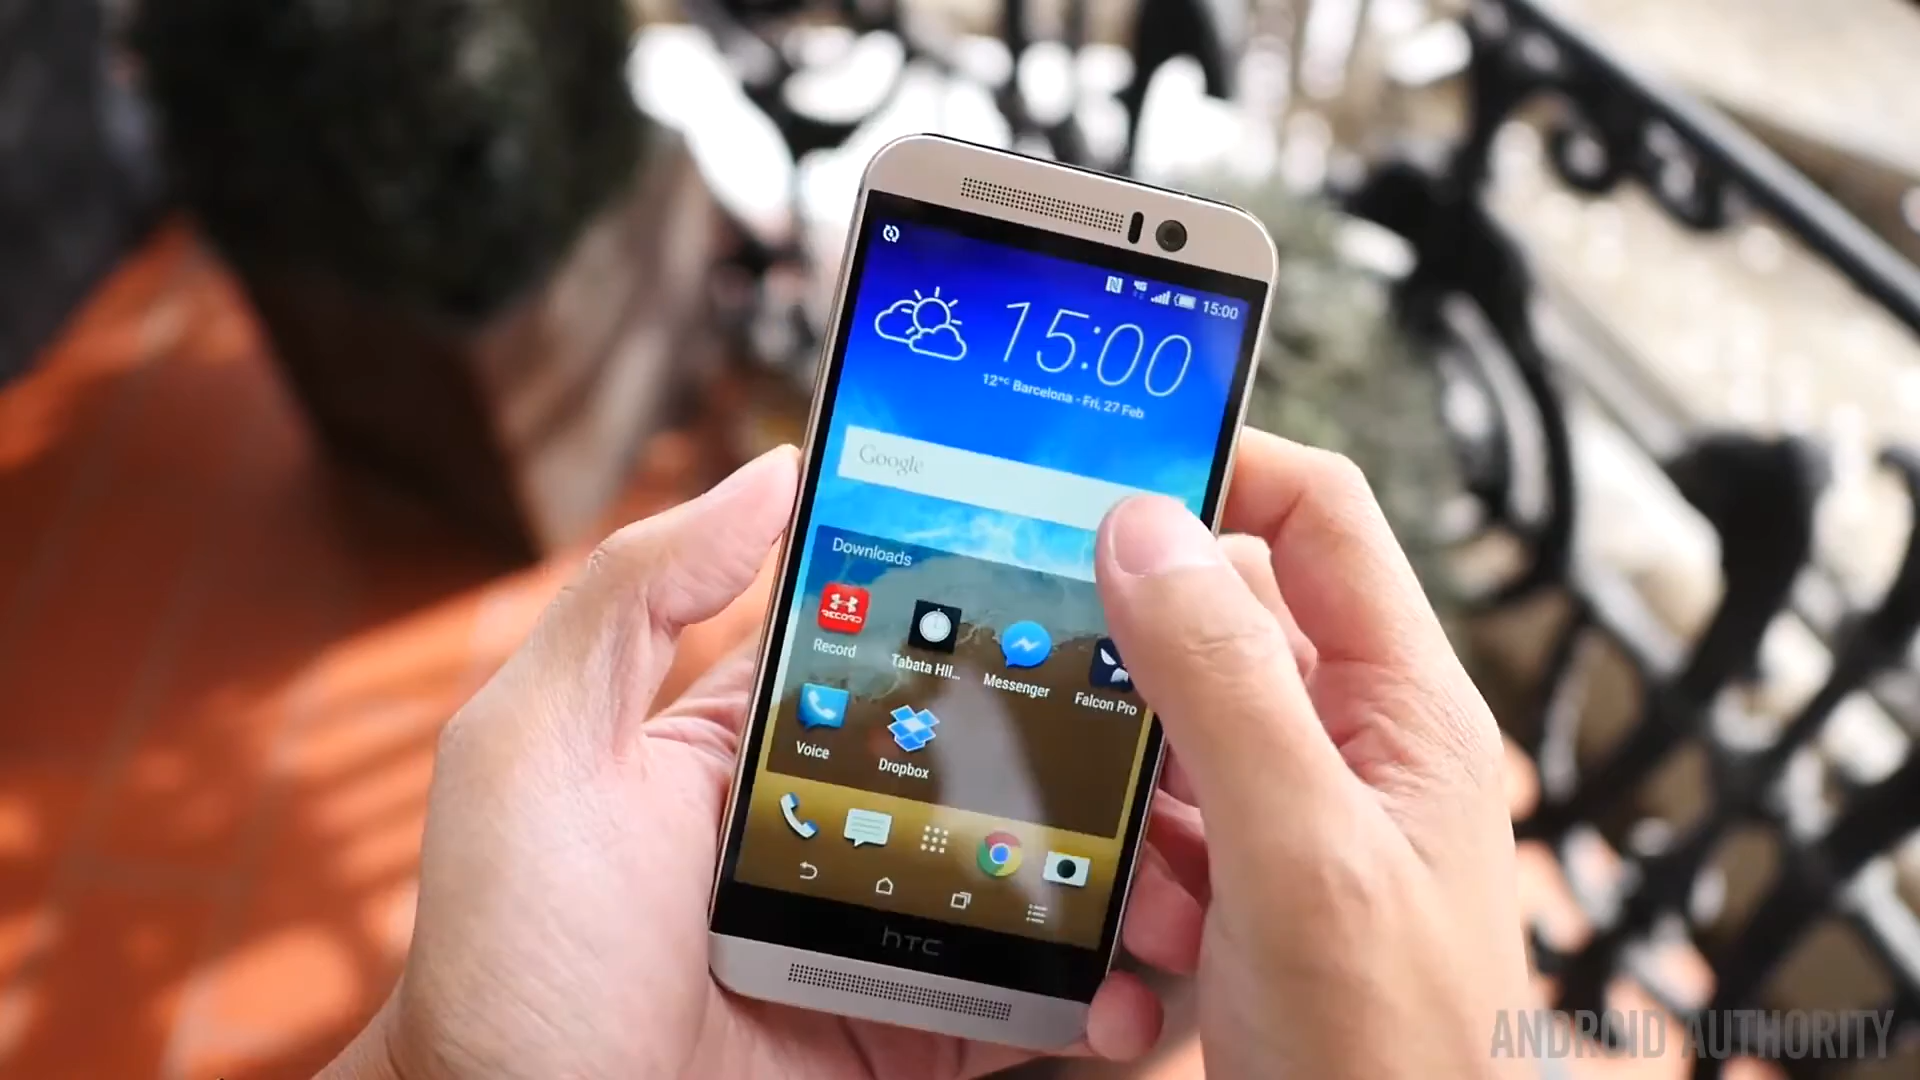 15:00
15:00
12°C Barcelona - Fri, 27 Feb
Google
Downloads
RECORD
Record
Tabata HII...
Messenger
Falcon Pro
Voice
Dropbox
hTC
ANDROID AUTHORITY